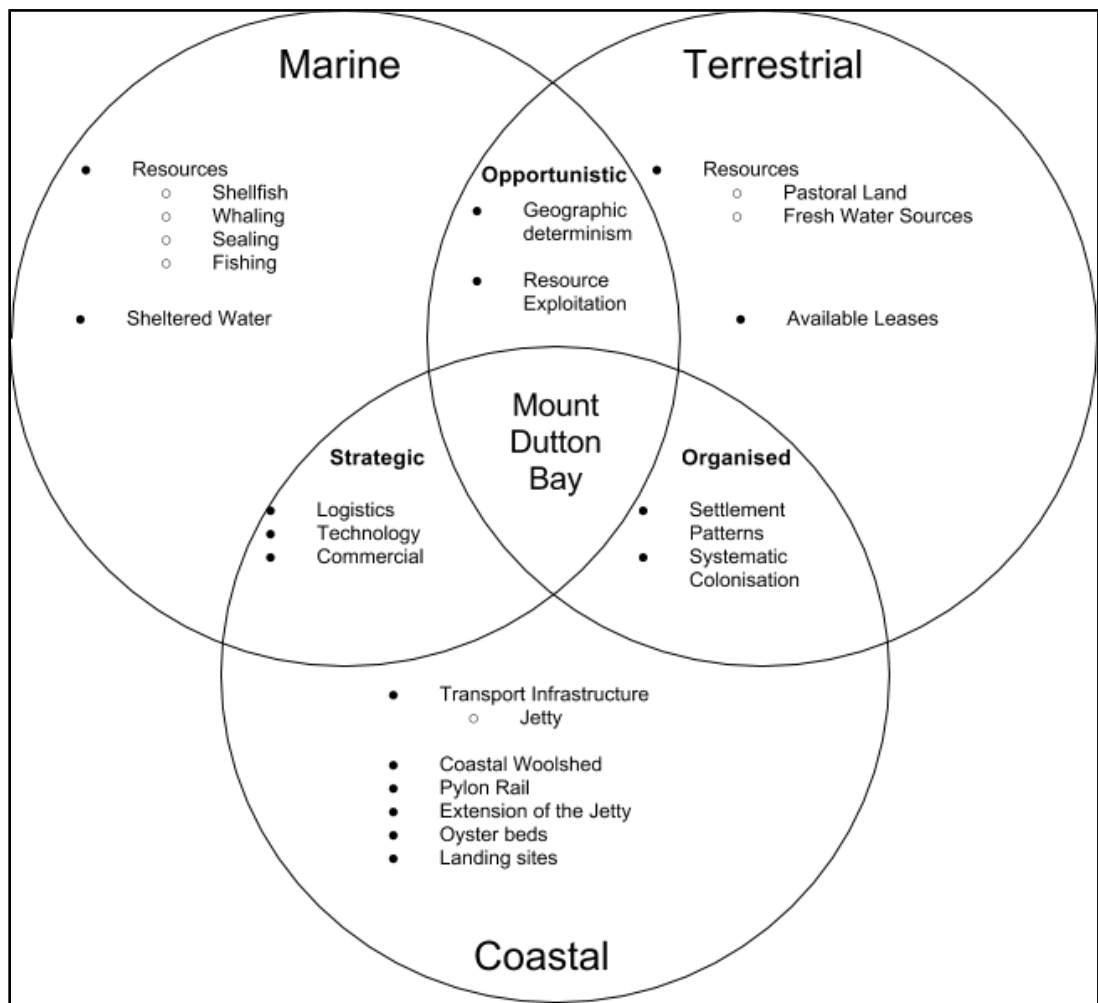 Marine
Terrestrial
● Resources
○ Shellfish
○ Whaling
○ Sealing
○ Fishing
● Sheltered Water
Opportunistic
● Geographic
determinism
● Resource
Exploitation
● Resources
○ Pastoral Land
○ Fresh Water Sources
● Available Leases
Mount
Dutton
Bay
Strategic
● Logistics
● Technology
● Commercial
Organised
● Settlement
Patterns
● Systematic
Colonisation
● Transport Infrastructure
○ Jetty
● Coastal Woolshed
● Pylon Rail
● Extension of the Jetty
● Oyster beds
● Landing sites
Coastal